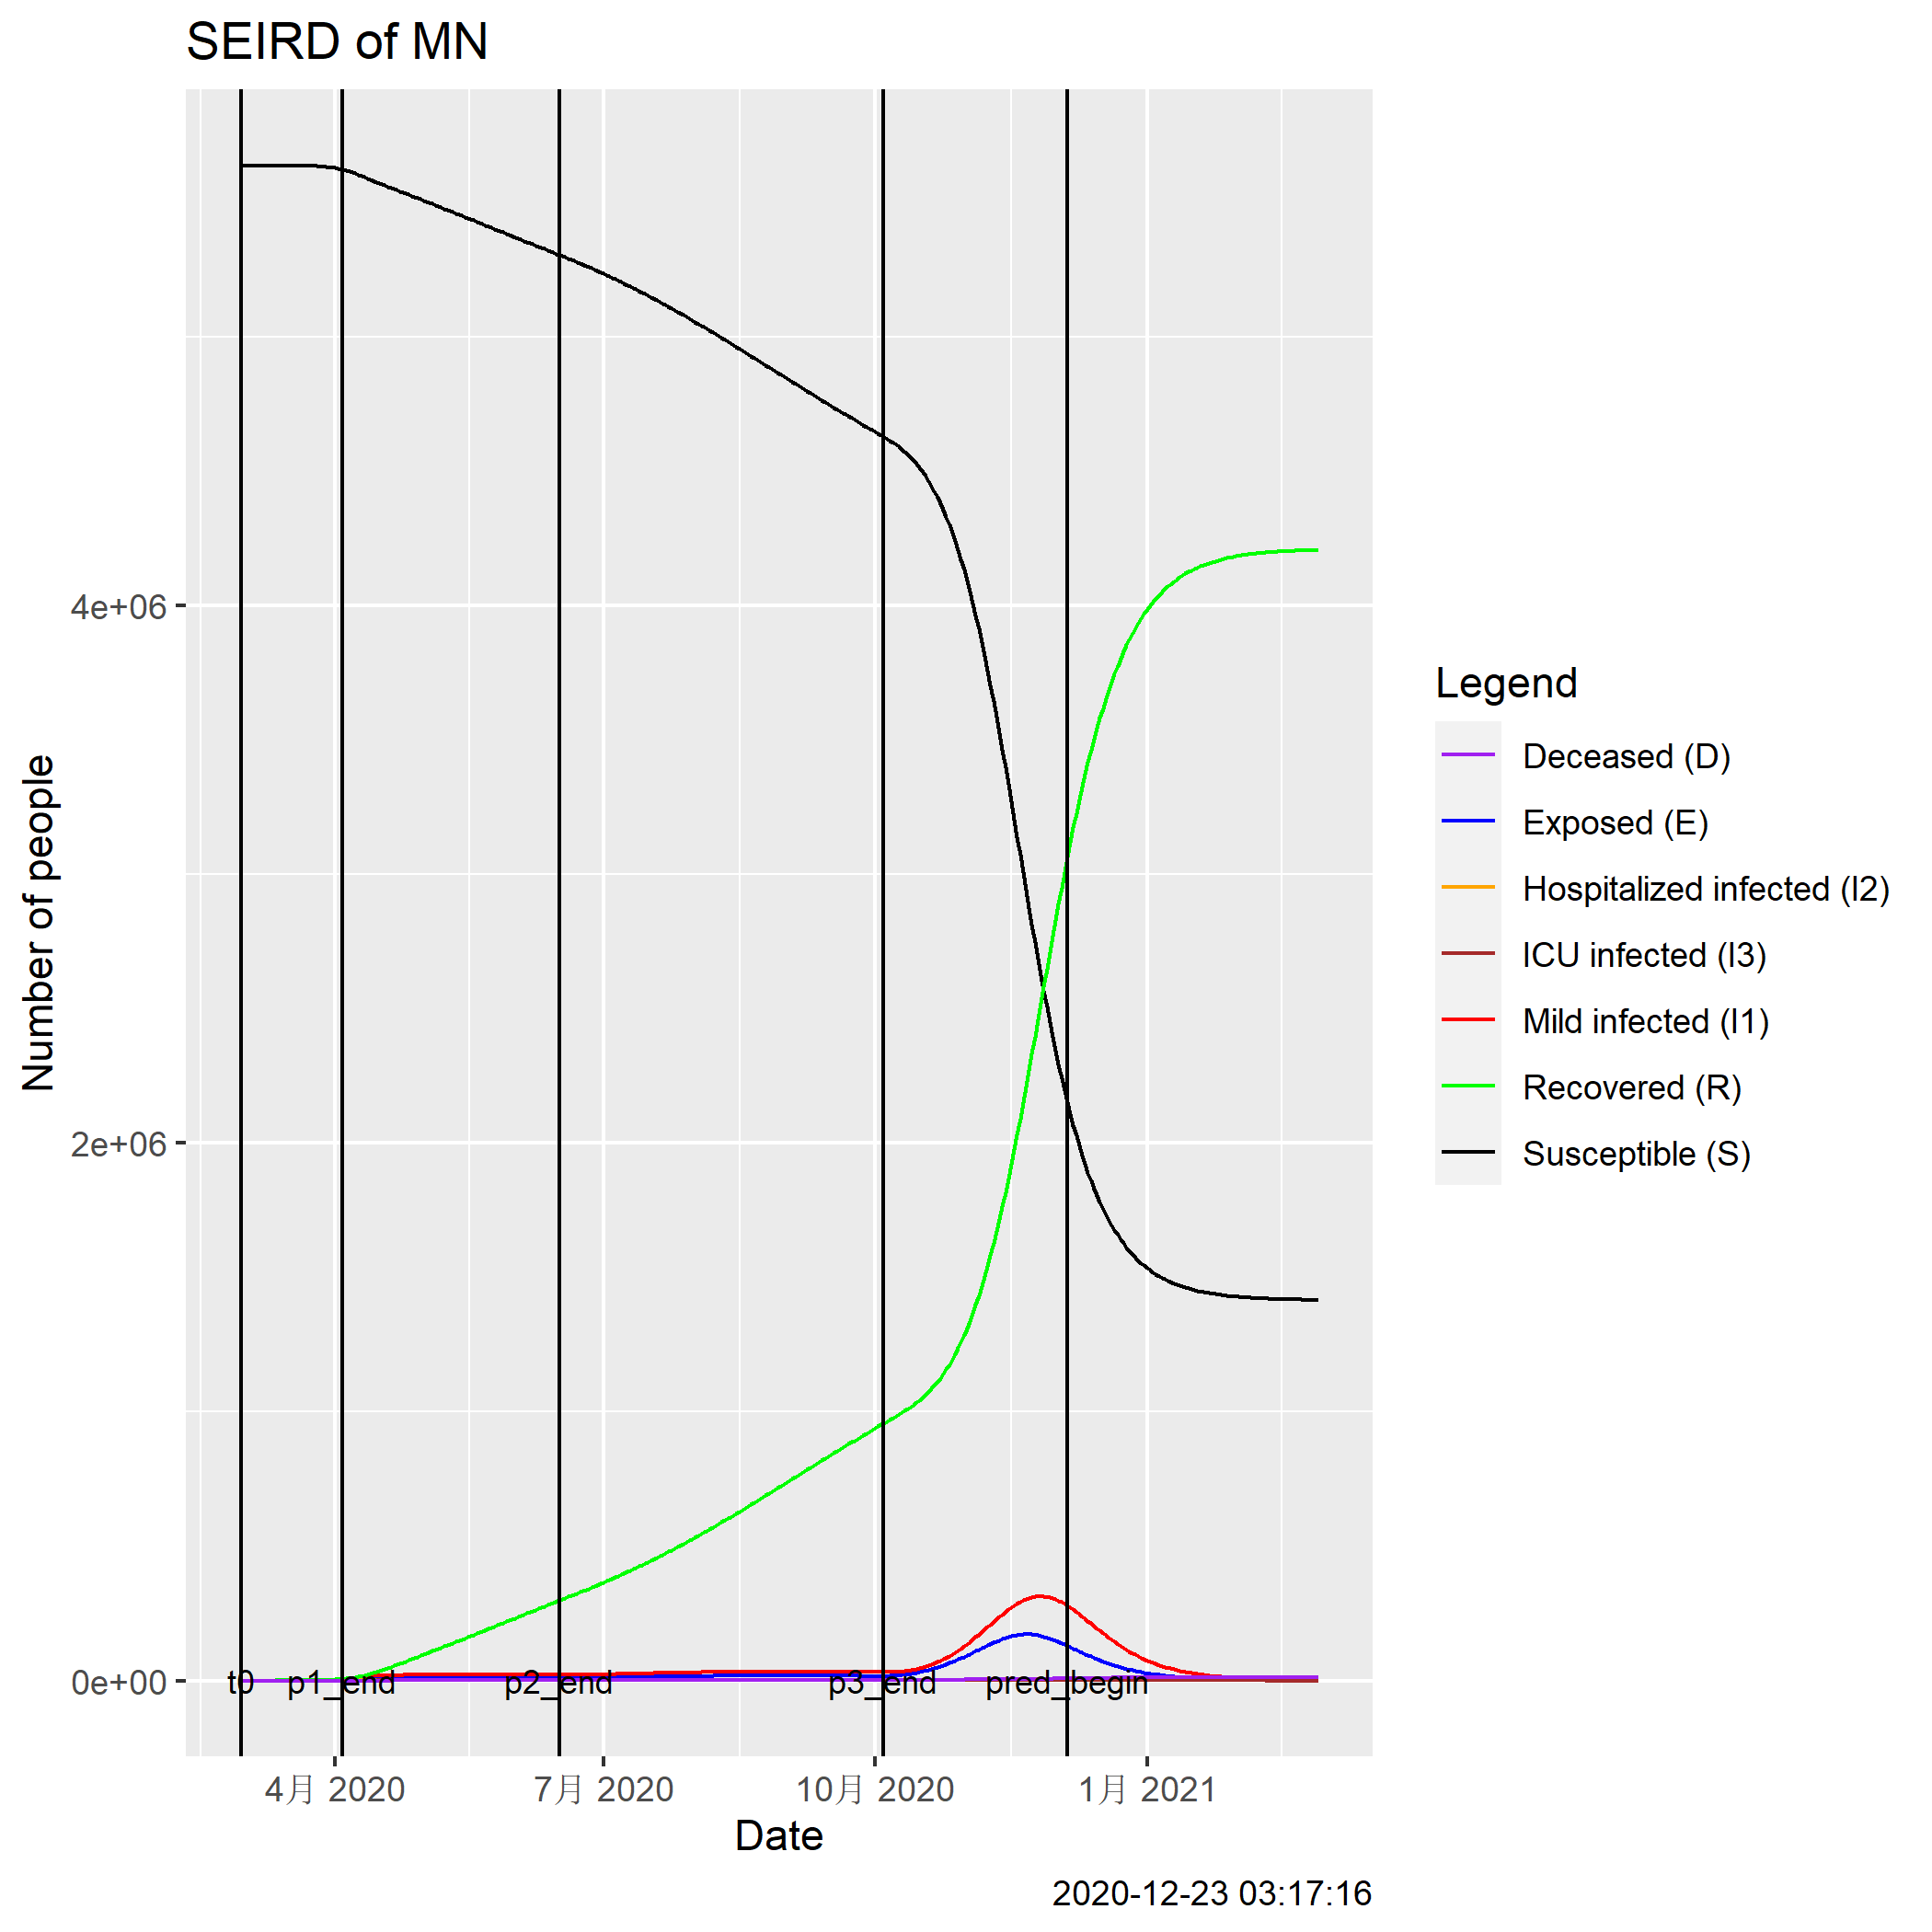 SEIRD of MN
Number of people
4e+06
2e+06
0e+00
t0 p1_end p2_end p3_end pred_begin
4月 2020 7月 2020 10月 2020 1月 2021
Date
Legend
Deceased (D)
Exposed (E)
Hospitalized infected (I2)
ICU infected (I3)
Mild infected (I1)
Recovered (R)
Susceptible (S)
2020-12-23 03:17:16